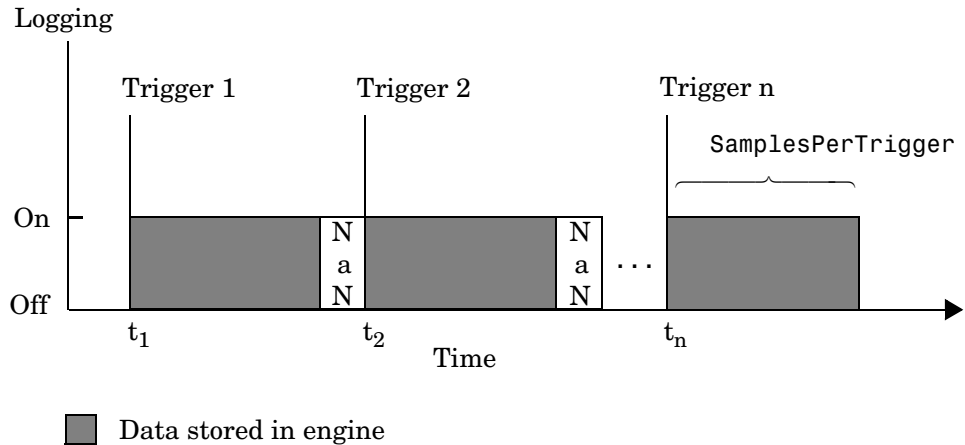 Logging
Trigger 1
Trigger 2
Trigger n
SamplesPerTrigger
On
N
a
N
N
a
N
...
Off
t1
t2
tn
Time
Data stored in engine